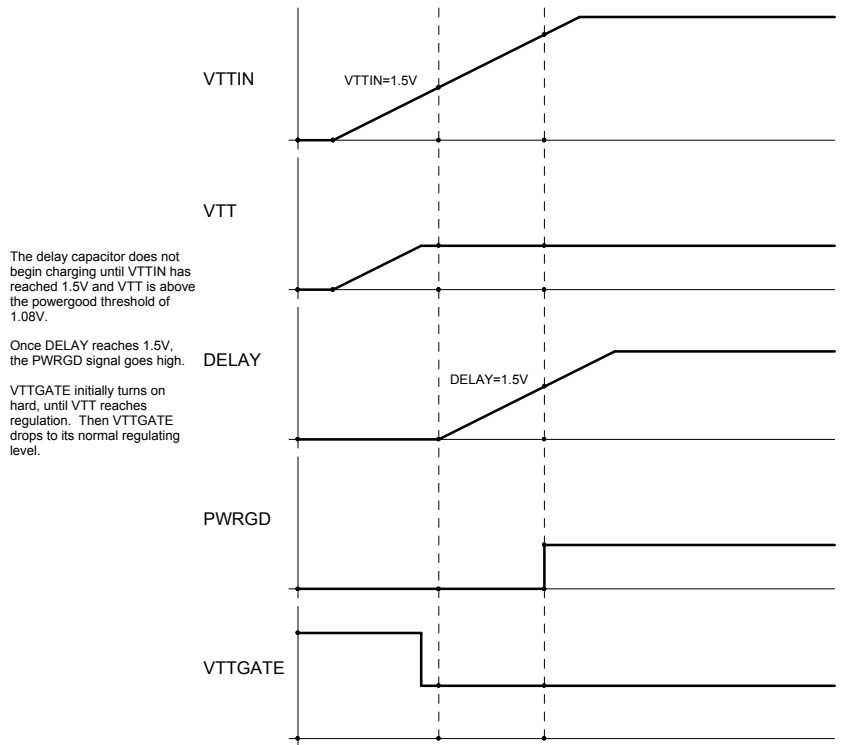 VTTIN
VTTIN=1.5V
VTT
The delay capacitor does not
begin charging until VTTIN has
reached 1.5V and VTT is above
the powergood threshold of
1.08V.
Once DELAY reaches 1.5V,
the PWRGD signal goes high.
VTTGATE initially turns on
hard, until VTT reaches
regulation.  Then VTTGATE
drops to its normal regulating
level.
DELAY
DELAY=1.5V
PWRGD
VTTGATE